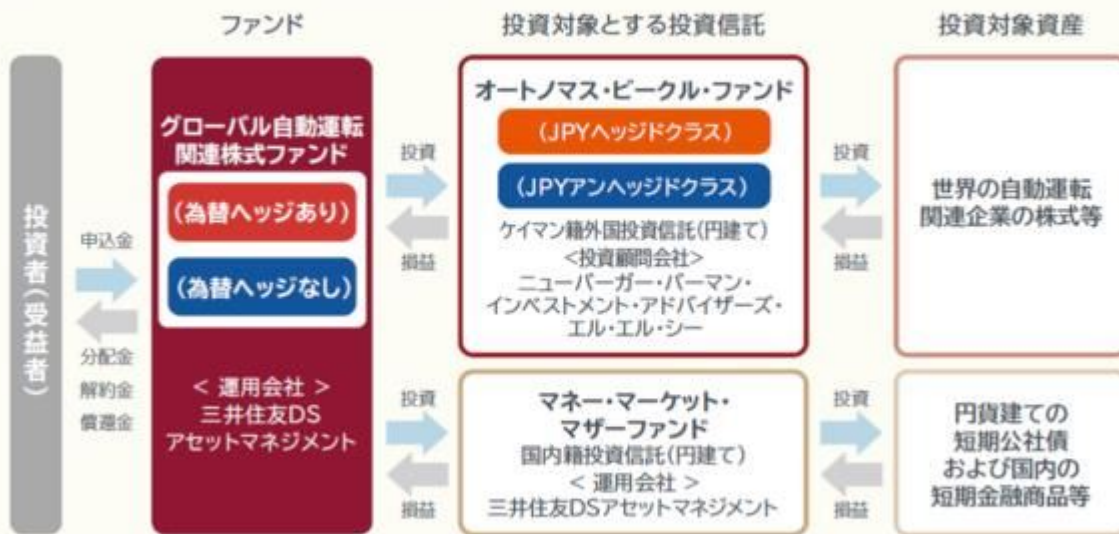 ファンド
投資対象とする投資信託
投資対象資産
投資者(受益者)
申込金
分配金
解約金
償還金
グローバル自動運転
関連株式ファンド
(為替ヘッジあり)
(為替ヘッジなし)
< 運用会社 >
三井住友DS
アセットマネジメント
投資
損益
オートノマス・ビークル・ファンド
(JPYヘッジドクラス)
(JPYアンヘッジドクラス)
ケイマン籍外国投資信託(円建て)
<投資顧問会社>
ニューバーガー・バーマン・
インベストメント・アドバイザーズ・
エル・エル・シー
投資
損益
世界の自動運転
関連企業の株式等
投資
損益
マネー・マーケット・
マザーファンド
国内籍投資信託(円建て)
< 運用会社 >
三井住友DSアセットマネジメント
投資
損益
円貨建ての
短期公社債
および国内の
短期金融商品等